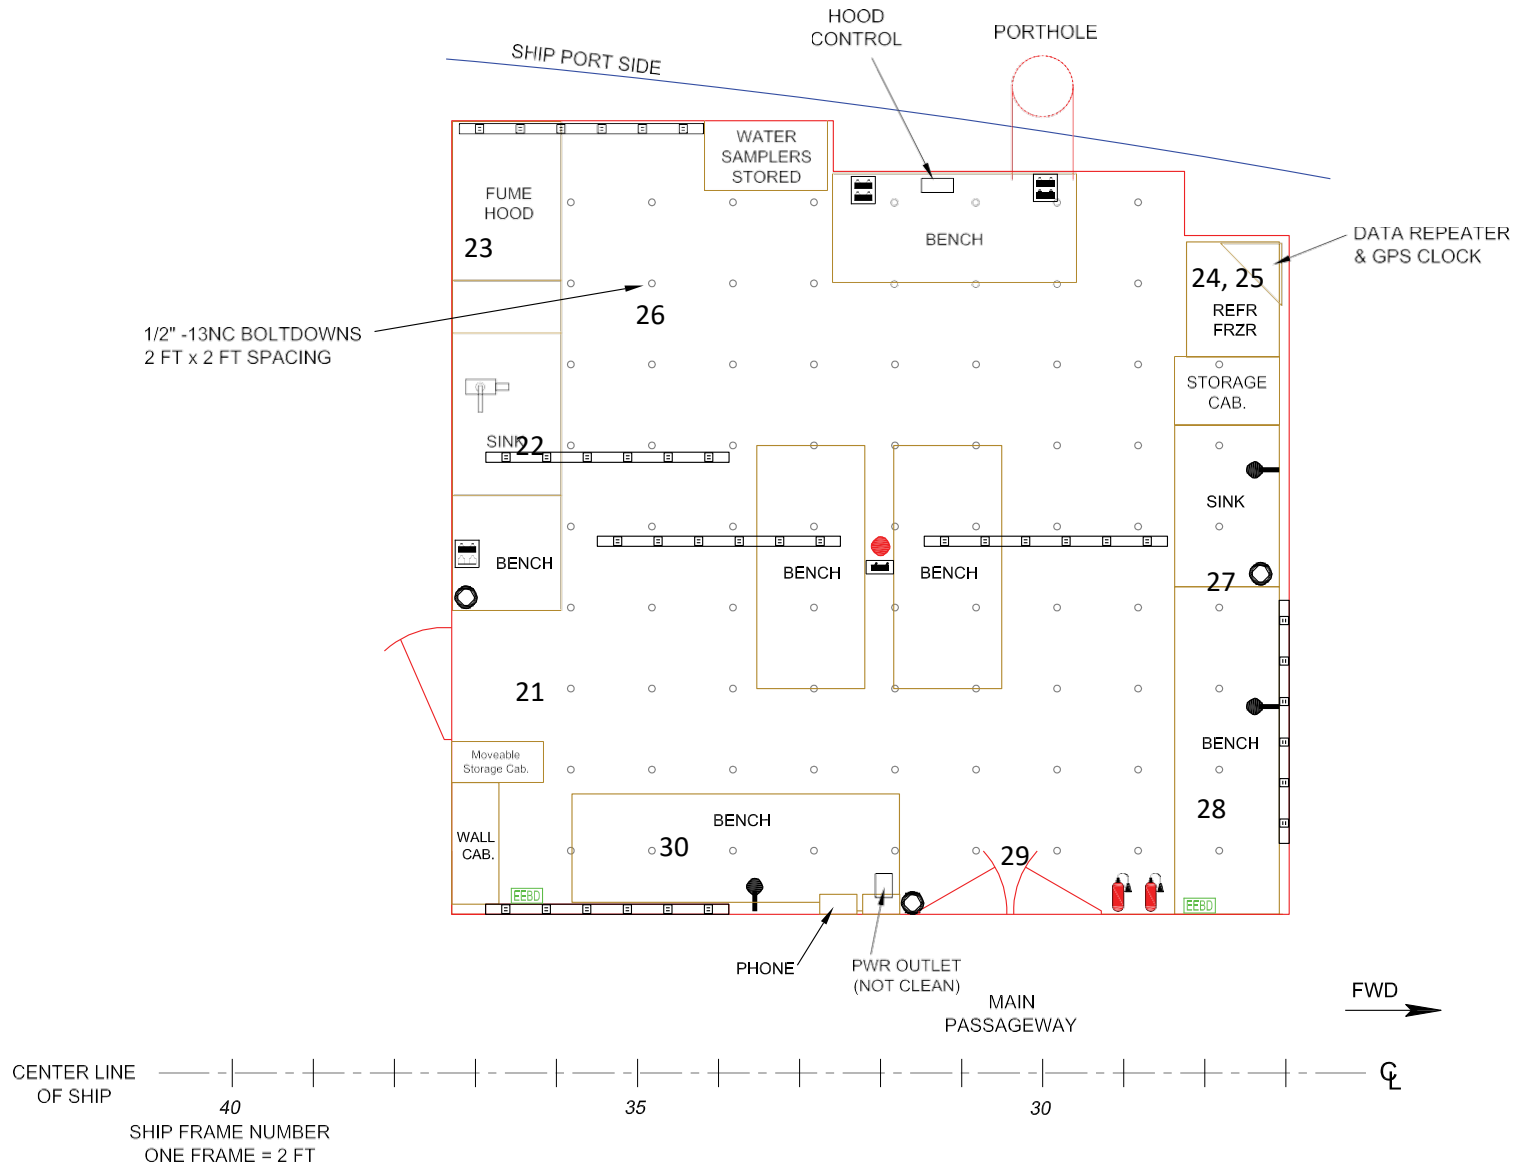 HOOD
CONTROL
PORTHOLE
SHIP PORT SIDE
WATER
SAMPLERS
STORED
FUME
HOOD
23
BENCH
DATA REPEATER
& GPS CLOCK
24, 25
REFR
FRZR
26
1/2" -13NC BOLTDOWNS
2 FT x 2 FT SPACING
STORAGE
CAB.
SINK
22
SINK
BENCH
BENCH
BENCH
27
21
BENCH
Moveable
Storage Cab.
28
BENCH
WALL
CAB.
30
29
EEBD
EEBD
PHONE
PWR OUTLET
(NOT CLEAN)
MAIN
PASSAGEWAY
FWD
CENTER LINE
OF SHIP
CL
40
35
30
SHIP FRAME NUMBER
ONE FRAME = 2 FT